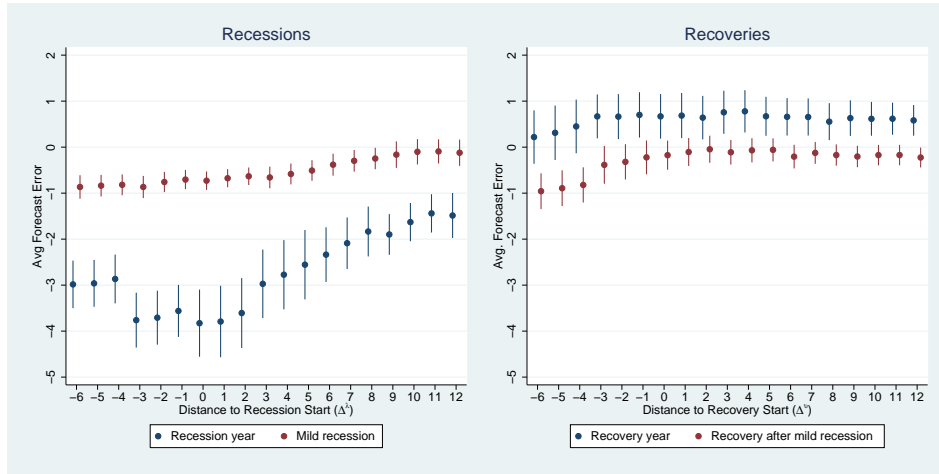 Recessions
Avg Forecast Error
2
1
0
−1
−2
−3
−4
−5
−6 −5 −4 −3 −2 −1 0 1 2 3 4 5 6 7 8 9 10 11 12
Distance to Recession Start (Δ^λ)
Recession year Mild recession
Recoveries
Avg. Forecast Error
2
1
0
−1
−2
−3
−4
−5
−6 −5 −4 −3 −2 −1 0 1 2 3 4 5 6 7 8 9 10 11 12
Distance to Recovery Start (Δ^υ)
Recovery year Recovery after mild recession